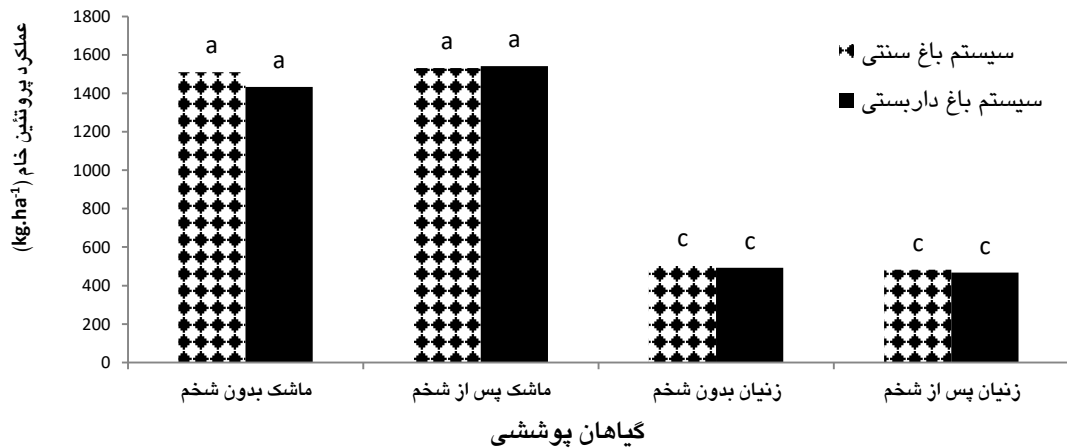 عملکرد پروتئین خام (kg.ha-1)
1800
1600
1400
1200
1000
800
600
400
200
0
a
a
a
a
c
c
c
c
سیستم باغ سنتی
سیستم باغ داربستی
ماشک بدون شخم
ماشک پس از شخم
زنیان بدون شخم
زنیان پس از شخم
گیاهان پوششی